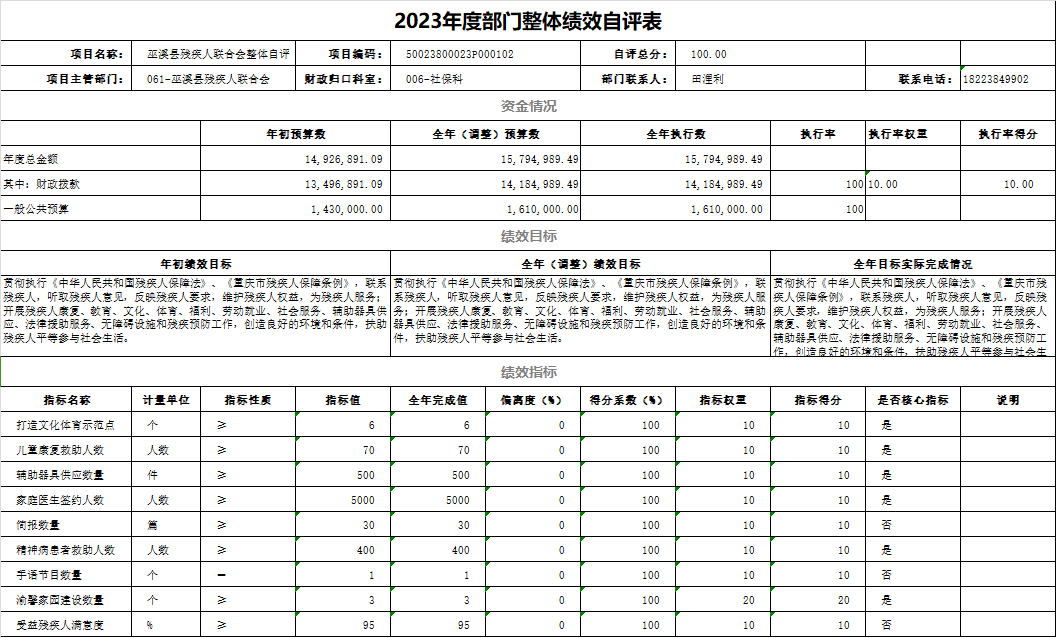 2023年度部门整体绩效自评表
项目名称： 巫溪县残疾人联合会整体自评 项目编码： 50023800023P000102 自评总分： 100.00
项目主管部门： 061-巫溪县残疾人联合会 财政归口科室： 006-社保科 部门联系人： 田浬利 联系电话： 18223849902
资金情况
年初预算数 全年（调整）预算数 全年执行数 执行率 执行率权重 执行率得分
年度总金额 14,926,891.09 15,794,989.49 15,794,989.49
其中：财政拨款 13,496,891.09 14,184,989.49 14,184,989.49 100 10.00 10.00
一般公共预算 1,430,000.00 1,610,000.00 1,610,000.00 100
绩效目标
年初绩效目标 全年（调整）绩效目标 全年目标实际完成情况
贯彻执行《中华人民共和国残疾人保障法》、《重庆市残疾人保障条例》，联系
残疾人，听取残疾人意见，反映残疾人要求，维护残疾人权益，为残疾人服务；
开展残疾人康复、教育、文化、体育、福利、劳动就业、社会服务、辅助器具供
应、法律援助服务、无障碍设施和残疾预防工作，创造良好的环境和条件，扶助
残疾人平等参与社会生活。
贯彻执行《中华人民共和国残疾人保障法》、《重庆市残疾人保障条例》，联
系残疾人，听取残疾人意见，反映残疾人要求，维护残疾人权益，为残疾人服
务；开展残疾人康复、教育、文化、体育、福利、劳动就业、社会服务、辅助
器具供应、法律援助服务、无障碍设施和残疾预防工作，创造良好的环境和条
件，扶助残疾人平等参与社会生活。
贯彻执行《中华人民共和国残疾人保障法》、《重庆市残
疾人保障条例》，联系残疾人，听取残疾人意见，反映残
疾人要求，维护残疾人权益，为残疾人服务；开展残疾人
康复、教育、文化、体育、福利、劳动就业、社会服务、
辅助器具供应、法律援助服务、无障碍设施和残疾预防工
作，创造良好的环境和条件，扶助残疾人平等参与社会生
绩效指标
指标名称 计量单位 指标性质 指标值 全年完成值 偏离度（%） 得分系数（%） 指标权重 指标得分 是否核心指标 说明
打造文化体育示范点 个 ≥ 6 6 0 100 10 10 是
儿童康复救助人数 人数 ≥ 70 70 0 100 10 10 是
辅助器具供应数量 件 ≥ 500 500 0 100 10 10 是
家庭医生签约人数 人数 ≥ 5000 5000 0 100 10 10 是
简报数量 篇 ≥ 30 30 0 100 10 10 否
精神病患者救助人数 人数 ≥ 400 400 0 100 10 10 是
手语节目数量 个 ＝ 1 1 0 100 10 10 否
渝馨家园建设数量 个 ≥ 3 3 0 100 20 20 是
受益残疾人满意度 % ≥ 95 95 0 100 10 10 否